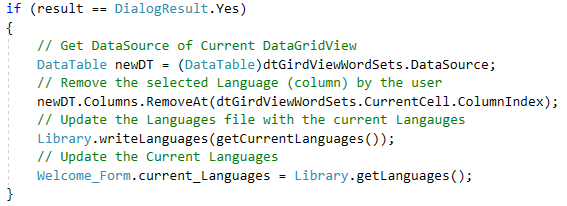 if (result == DialogResult.Yes)
{
// Get DataSource of Current DataGridView
DataTable newDT = (DataTable)dtGirdViewWordSets.DataSource;
// Remove the selected Language (column) by the user
newDT.Columns.RemoveAt(dtGirdViewWordSets.CurrentCell.ColumnIndex);
// Update the Languages file with the current Langauges
Library.writeLanguages(getCurrentLanguages());
// Update the Current Languages
Welcome_Form.current_Languages = Library.getLanguages();
}